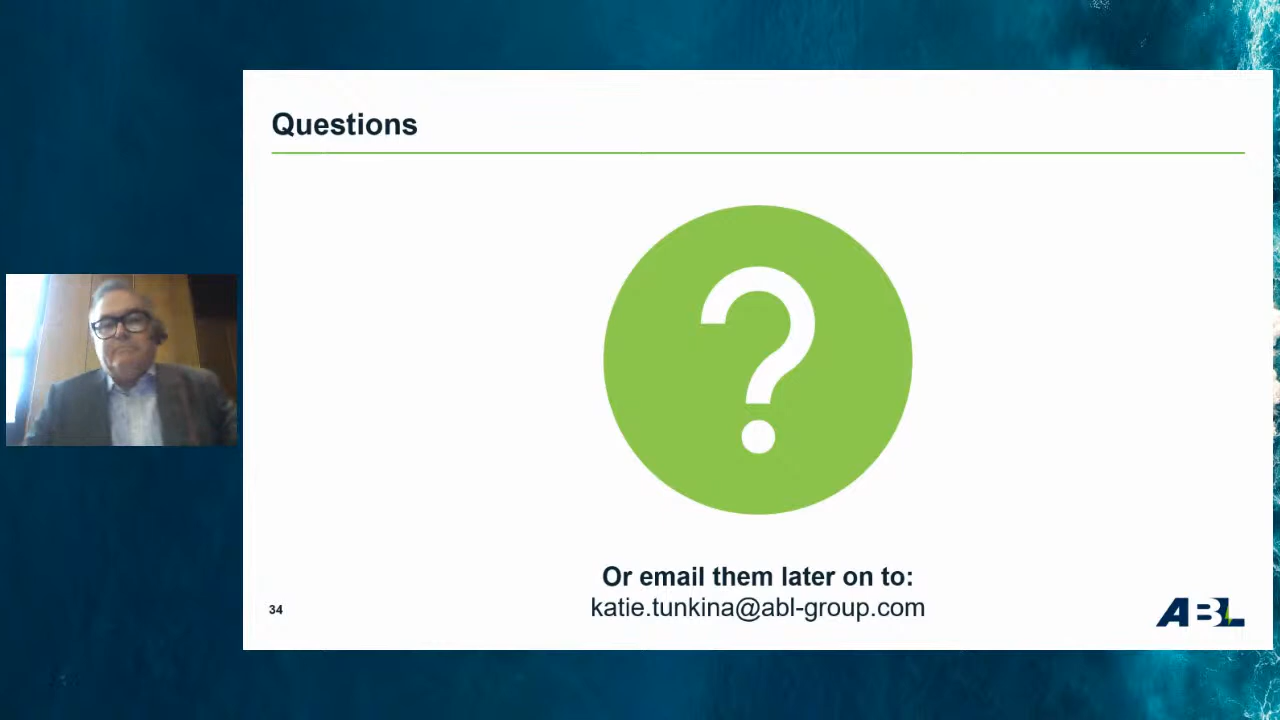 Questions
?
Or email them later on to:
katie.tunkina@abl-group.com
34
ABL